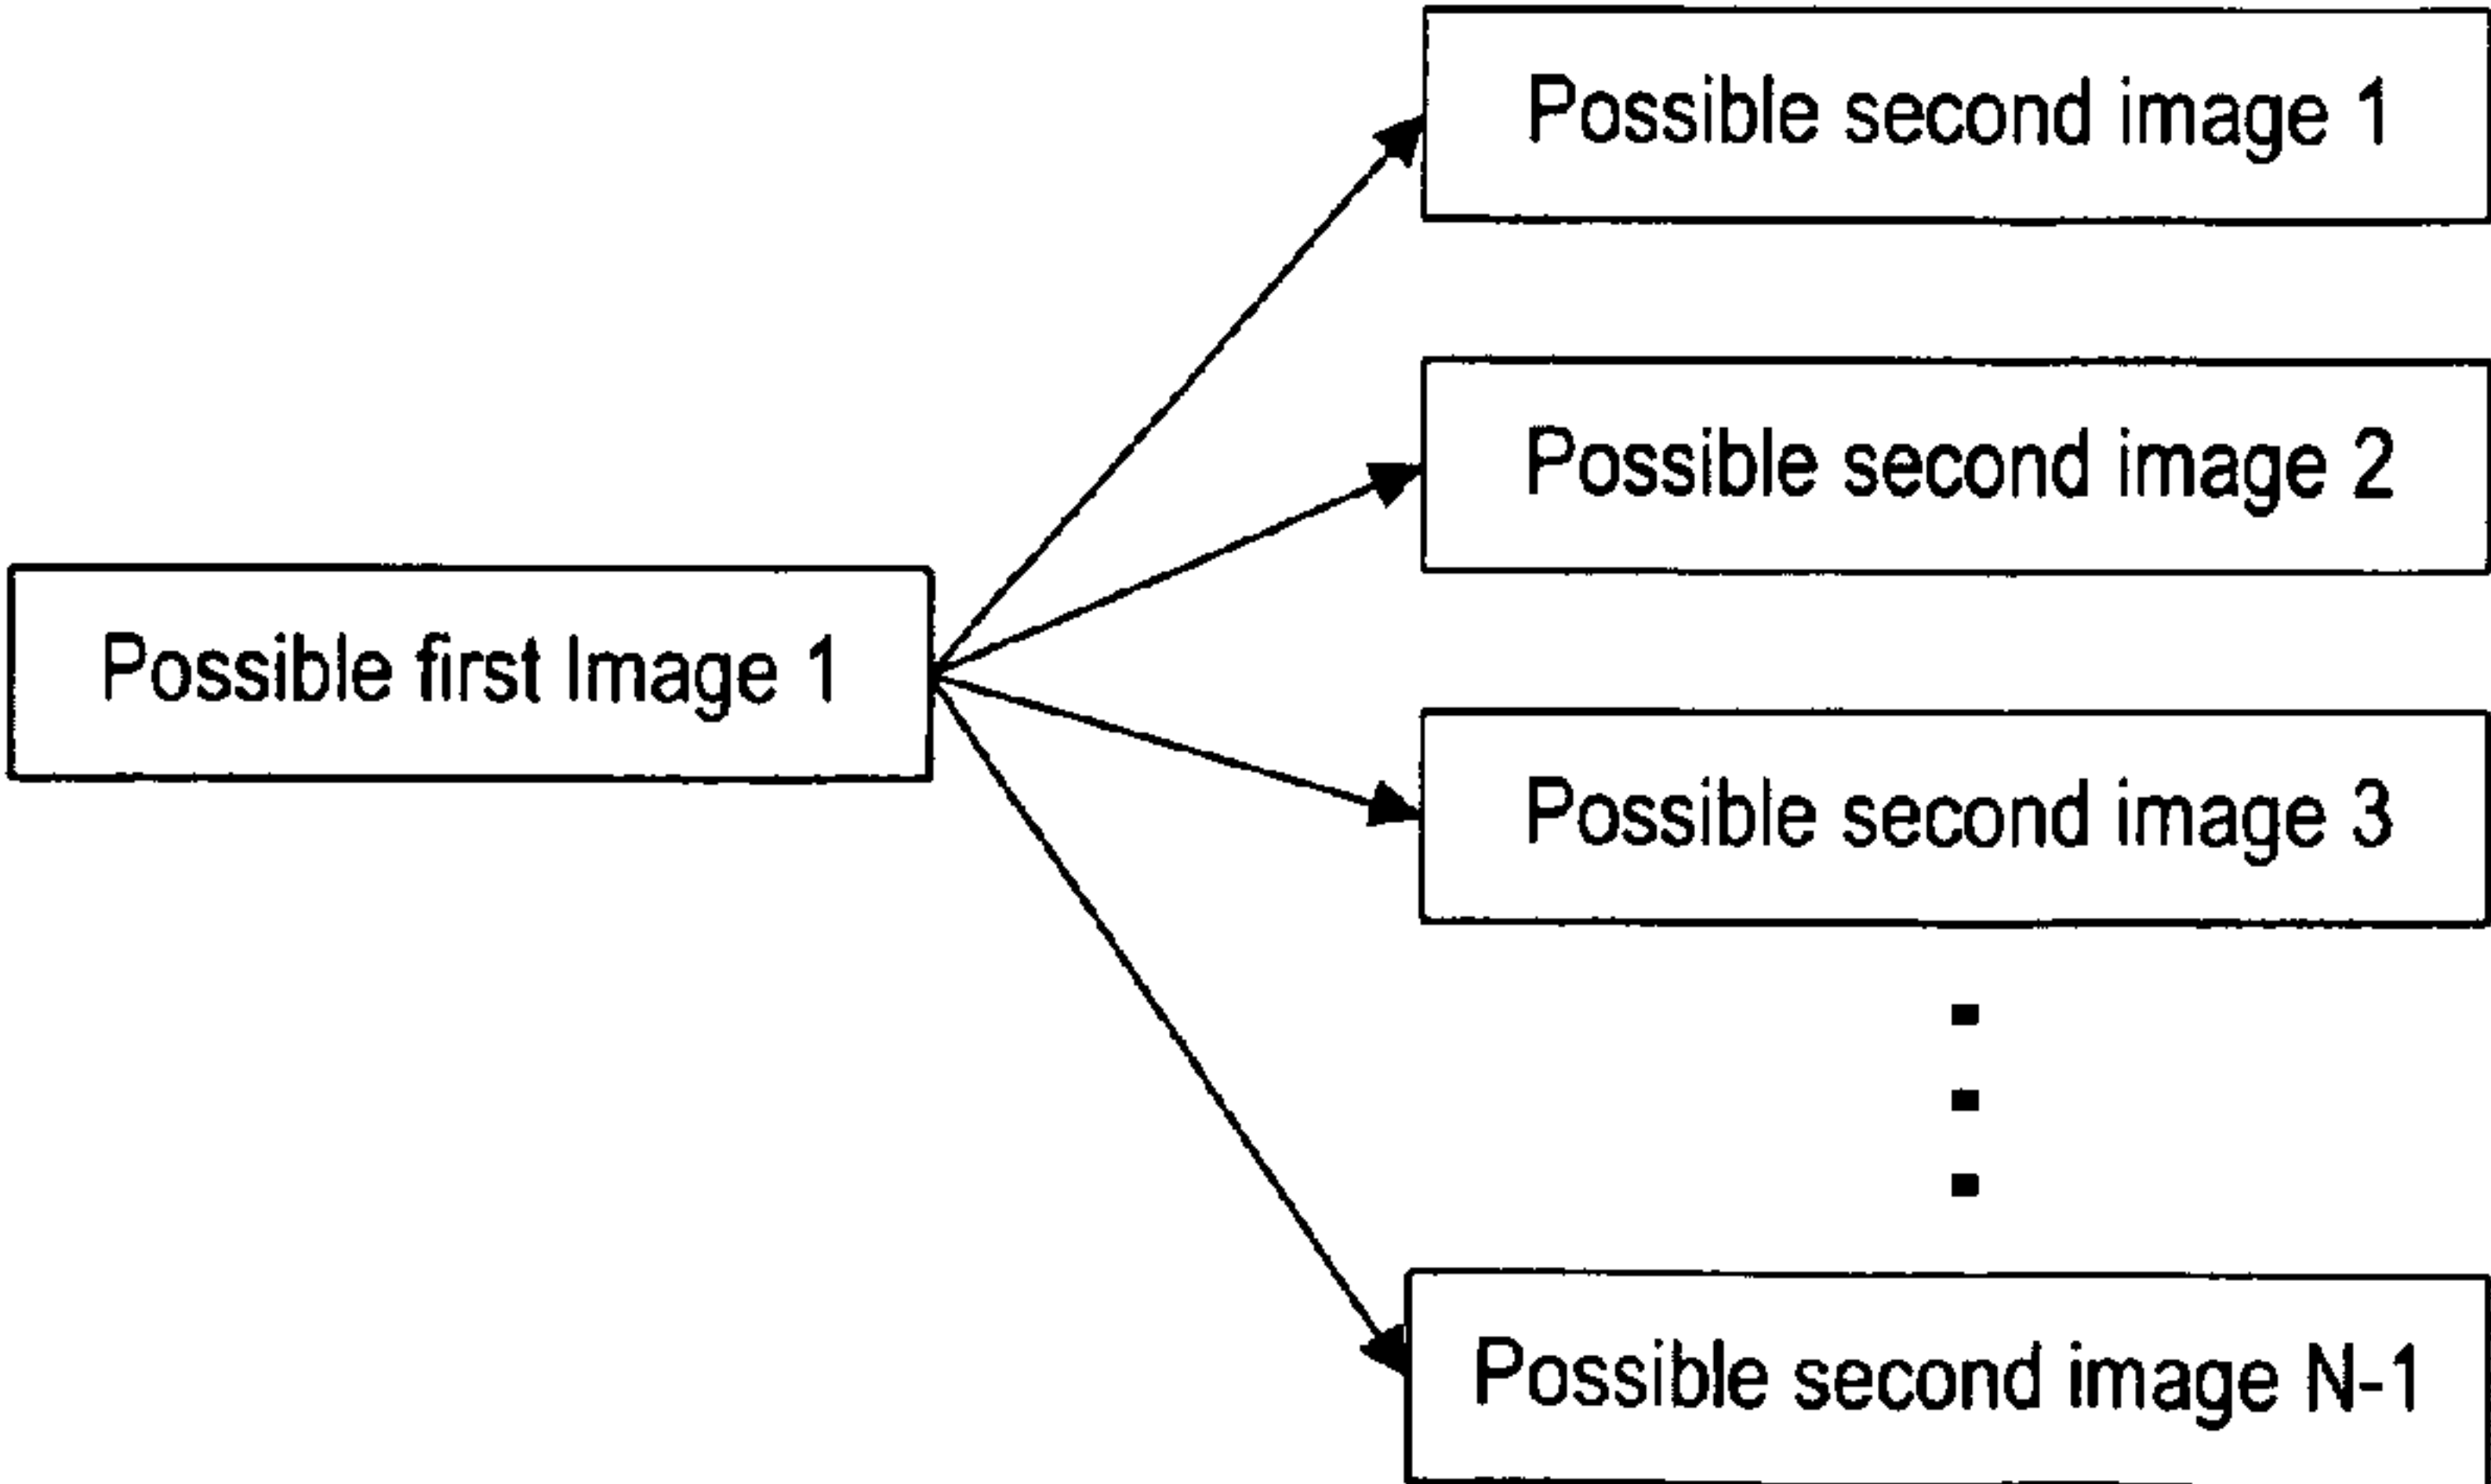 Possible second image 1
Possible second image 2
Possible first Image 1
Possible second image 3
Possible second image N-1